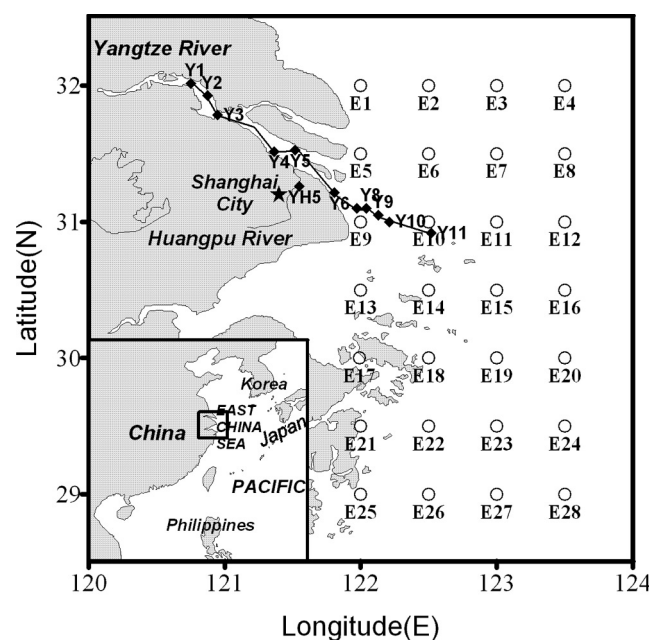 Yangtze River
Y1
Y2
Y3
Y4
Y5
Y6
Y8
Y9
Y10
Y11
YH5
Shanghai
City
Huangpu River
E1
E2
E3
E4
E5
E6
E7
E8
E9
E10
E11
E12
E13
E14
E15
E16
E17
E18
E19
E20
E21
E22
E23
E24
E25
E26
E27
E28
Korea
EAST
CHINA
SEA
China
Japan
PACIFIC
Philippines
32
31
30
29
120
121
122
123
124
Latitude(N)
Longitude(E)